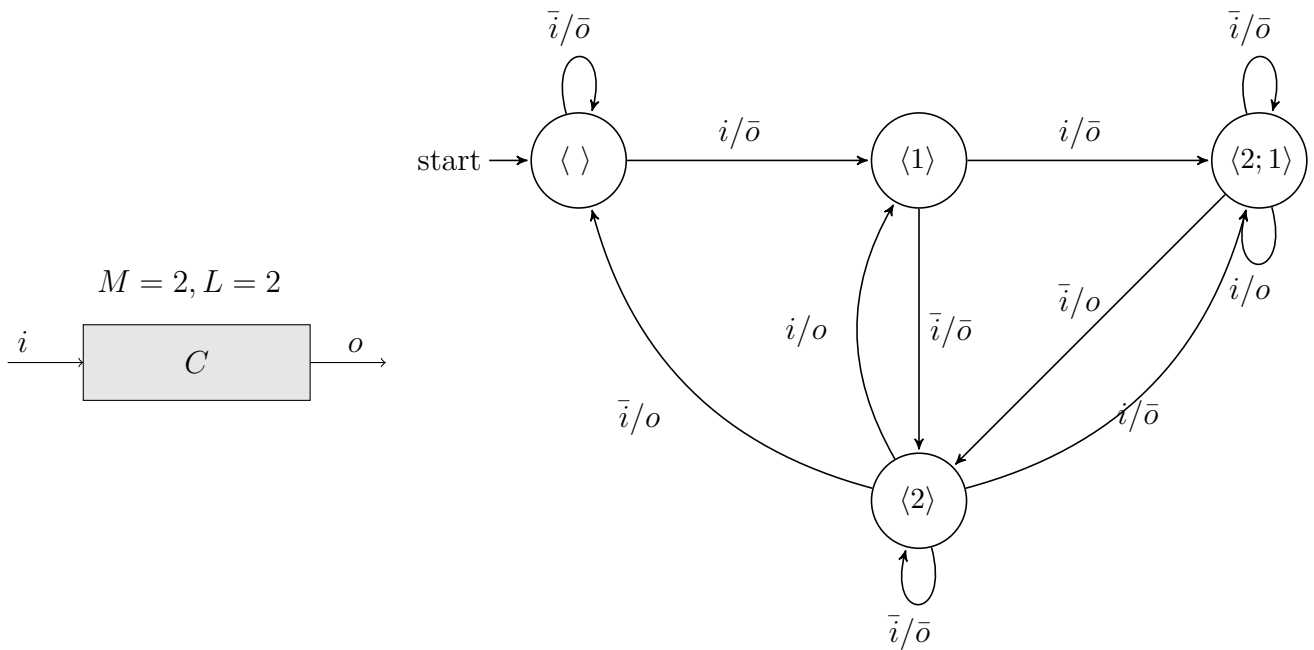 M = 2, L = 2
i
C
o
start
⟨ ⟩
⟨1⟩
⟨2; 1⟩
⟨2⟩
i̅/o̅
i/o̅
i/o̅
i̅/o̅
i/o
i̅/o
i/o
i̅/o̅
i̅/o
i/o̅
i̅/o̅